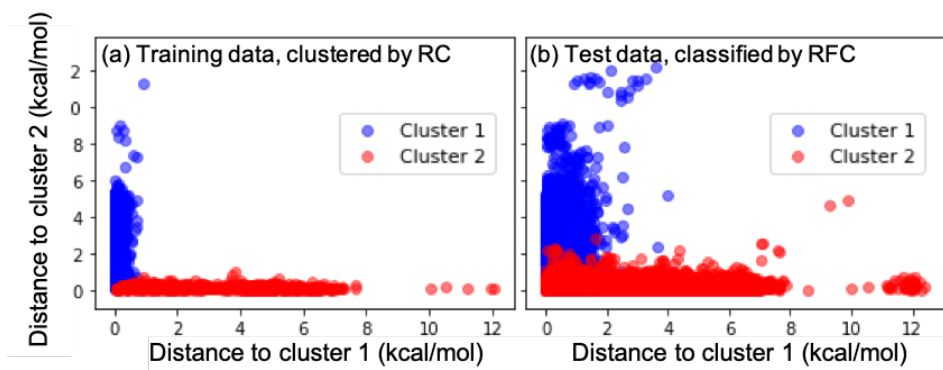 (a) Training data, clustered by RC
(b) Test data, classified by RFC
Distance to cluster 2 (kcal/mol)
2
0
8
6
4
2
0
Cluster 1
Cluster 2
Cluster 1
Cluster 2
0 2 4 6 8 10 12
0 2 4 6 8 10 12
Distance to cluster 1 (kcal/mol)
Distance to cluster 1 (kcal/mol)